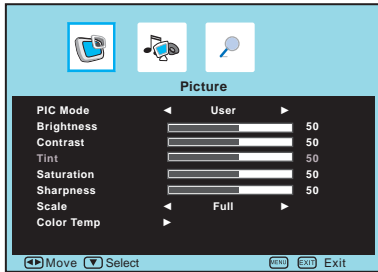 Picture
PIC Mode ◄ User ►
Brightness 50
Contrast 50
Tint 50
Saturation 50
Sharpness 50
Scale ◄ Full ►
Color Temp ►
◄► Move ▼ Select MENU EXIT Exit